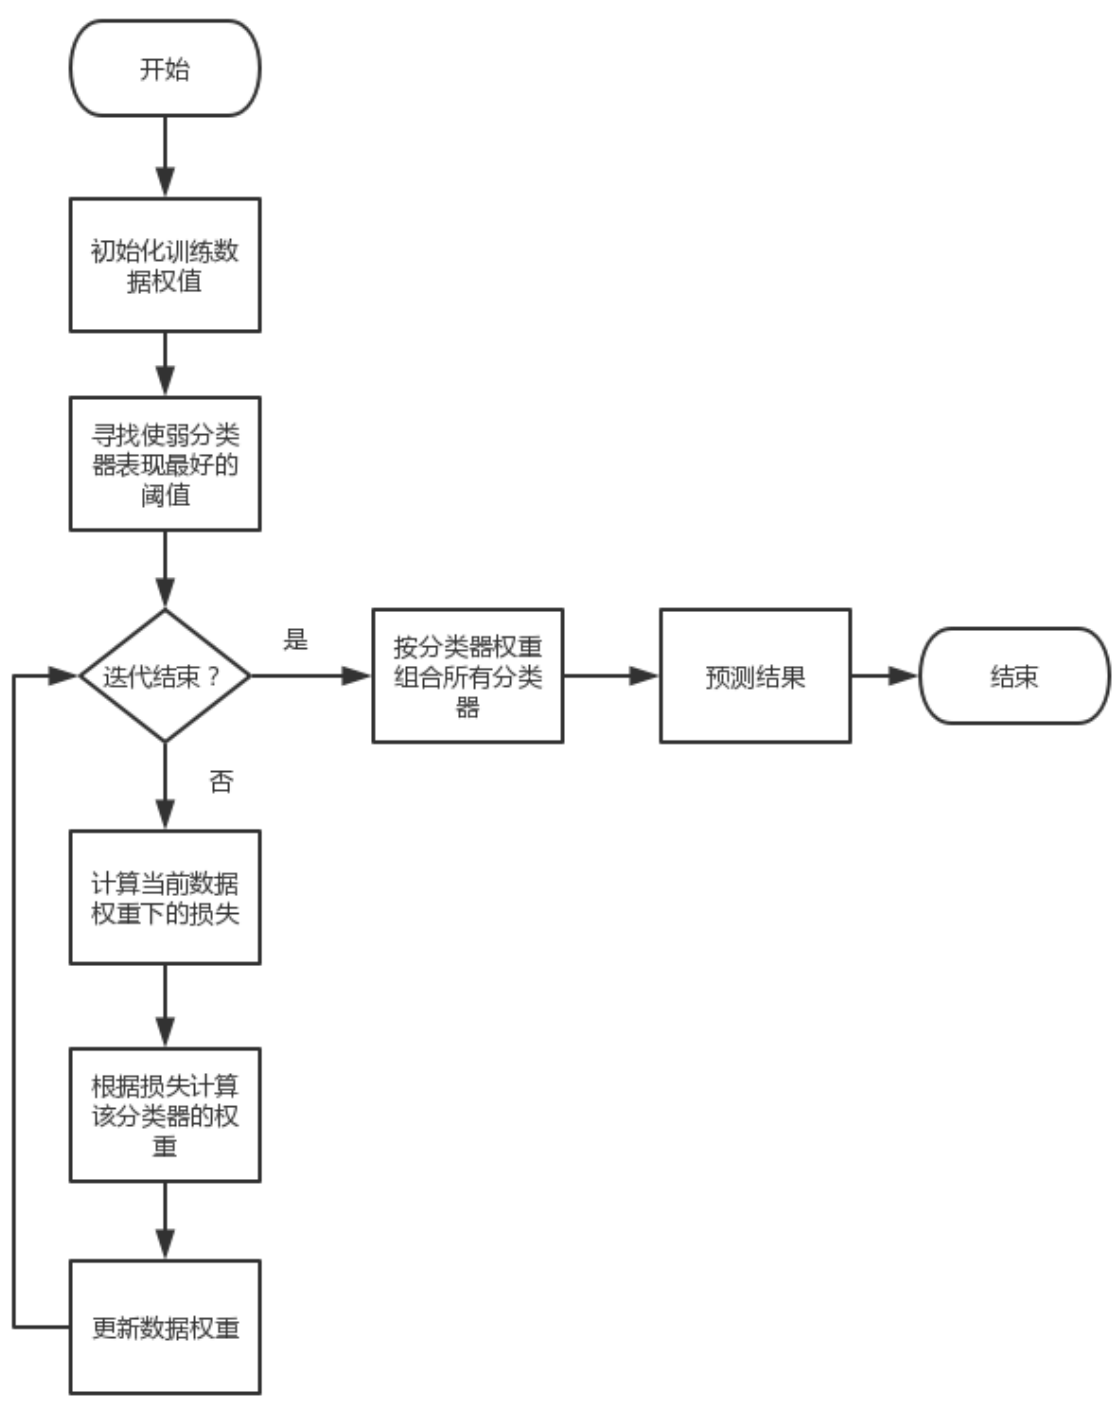 开始
初始化训练数
据权值
寻找使弱分类
器表现最好的
阈值
迭代结束？
是
按分类器权重
组合所有分类
器
预测结果
结束
否
计算当前数据
权重下的损失
根据损失计算
该分类器的权
重
更新数据权重